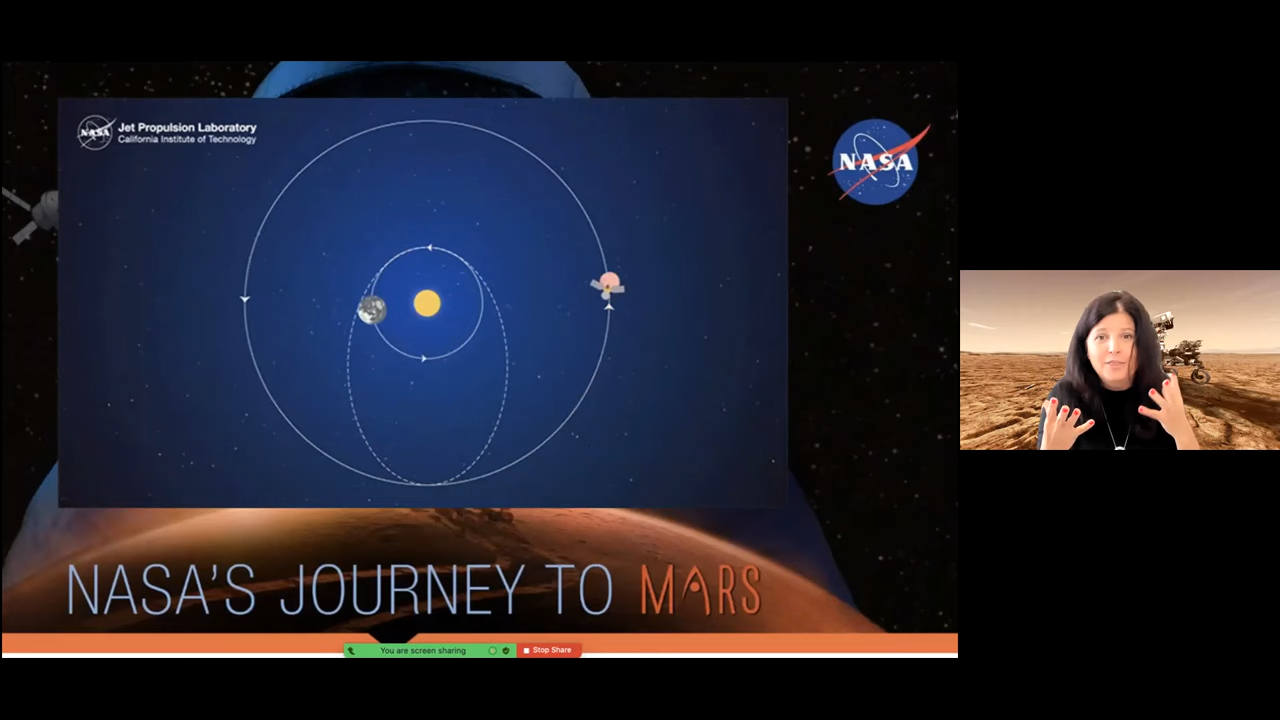 NASA
Jet Propulsion Laboratory
California Institute of Technology
NASA
NASA'S JOURNEY TO MARS
You are screen sharing
Stop Share